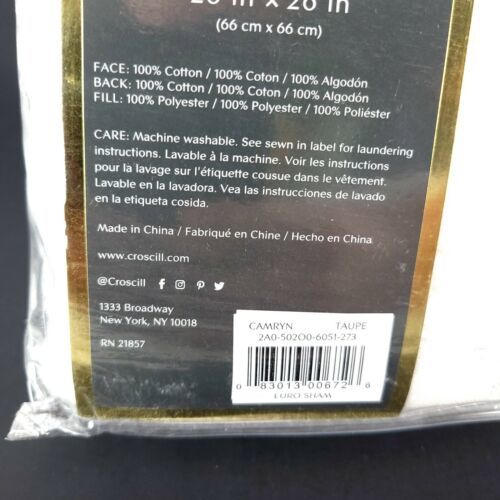 26 in x 26 in
(66 cm x 66 cm)
FACE: 100% Cotton / 100% Coton / 100% Algodón
BACK: 100% Cotton / 100% Coton / 100% Algodón
FILL: 100% Polyester / 100% Polyester / 100% Poliéster
CARE: Machine washable. See sewn in label for laundering
instructions. Lavable à la machine. Voir les instructions
pour la lavage sur l'étiquette cousue dans le vêtement.
Lavable en la lavadora. Vea las instrucciones de lavado
en la etiqueta cosida.
Made in China / Fabriqué en Chine / Hecho en China
www.croscill.com
@Croscill
1333 Broadway
New York, NY 10018
RN 21857
CAMRYN TAUPE
2A0-502O0-6051-273
0 83013 00672 6
EURO SHAM